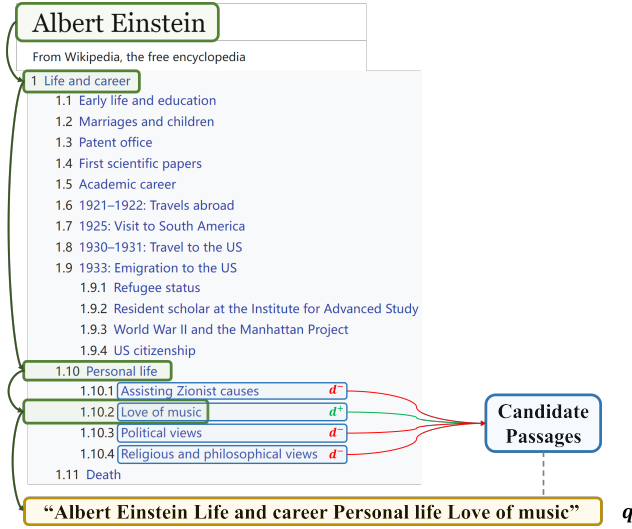 Albert Einstein
From Wikipedia, the free encyclopedia
1 Life and career
1.1 Early life and education
1.2 Marriages and children
1.3 Patent office
1.4 First scientific papers
1.5 Academic career
1.6 1921–1922: Travels abroad
1.7 1925: Visit to South America
1.8 1930–1931: Travel to the US
1.9 1933: Emigration to the US
1.9.1 Refugee status
1.9.2 Resident scholar at the Institute for Advanced Study
1.9.3 World War II and the Manhattan Project
1.9.4 US citizenship
1.10 Personal life
1.10.1 Assisting Zionist causes d⁻
1.10.2 Love of music d⁺
1.10.3 Political views d⁻
1.10.4 Religious and philosophical views d⁻
1.11 Death
Candidate
Passages
“Albert Einstein Life and career Personal life Love of music” q